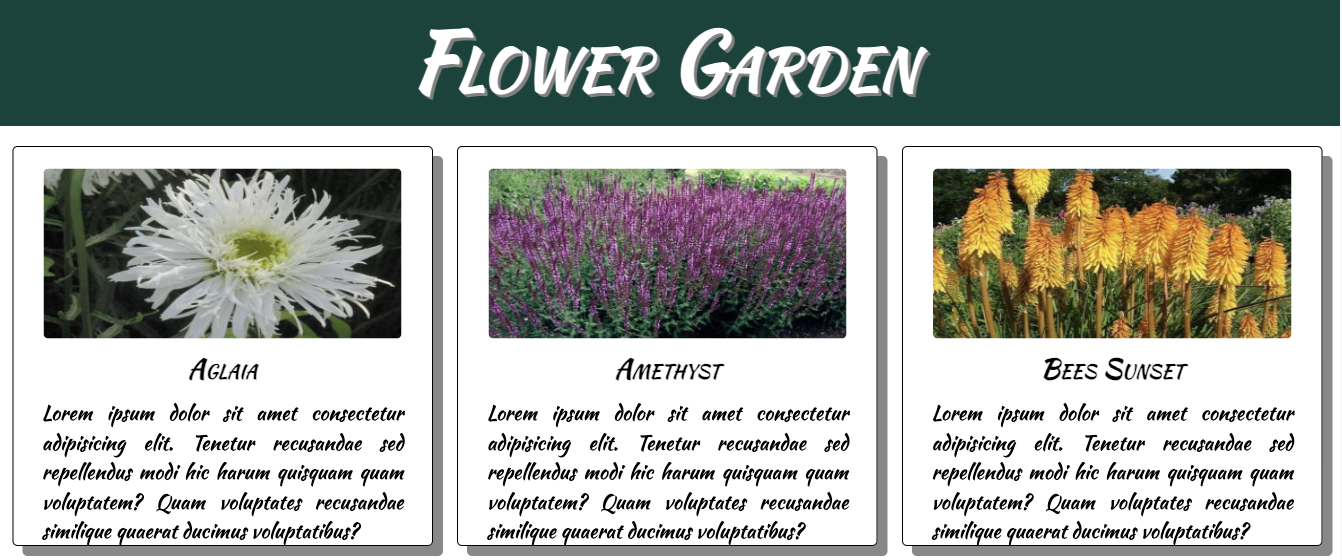 Flower Garden
Aglaia
Lorem ipsum dolor sit amet consectetur
adipisicing elit. Tenetur recusandae sed
repellendus modi hic harum quisquam quam
voluptatem? Quam voluptates recusandae
similique quaerat ducimus voluptatibus?
Amethyst
Lorem ipsum dolor sit amet consectetur
adipisicing elit. Tenetur recusandae sed
repellendus modi hic harum quisquam quam
voluptatem? Quam voluptates recusandae
similique quaerat ducimus voluptatibus?
Bees Sunset
Lorem ipsum dolor sit amet consectetur
adipisicing elit. Tenetur recusandae sed
repellendus modi hic harum quisquam quam
voluptatem? Quam voluptates recusandae
similique quaerat ducimus voluptatibus?